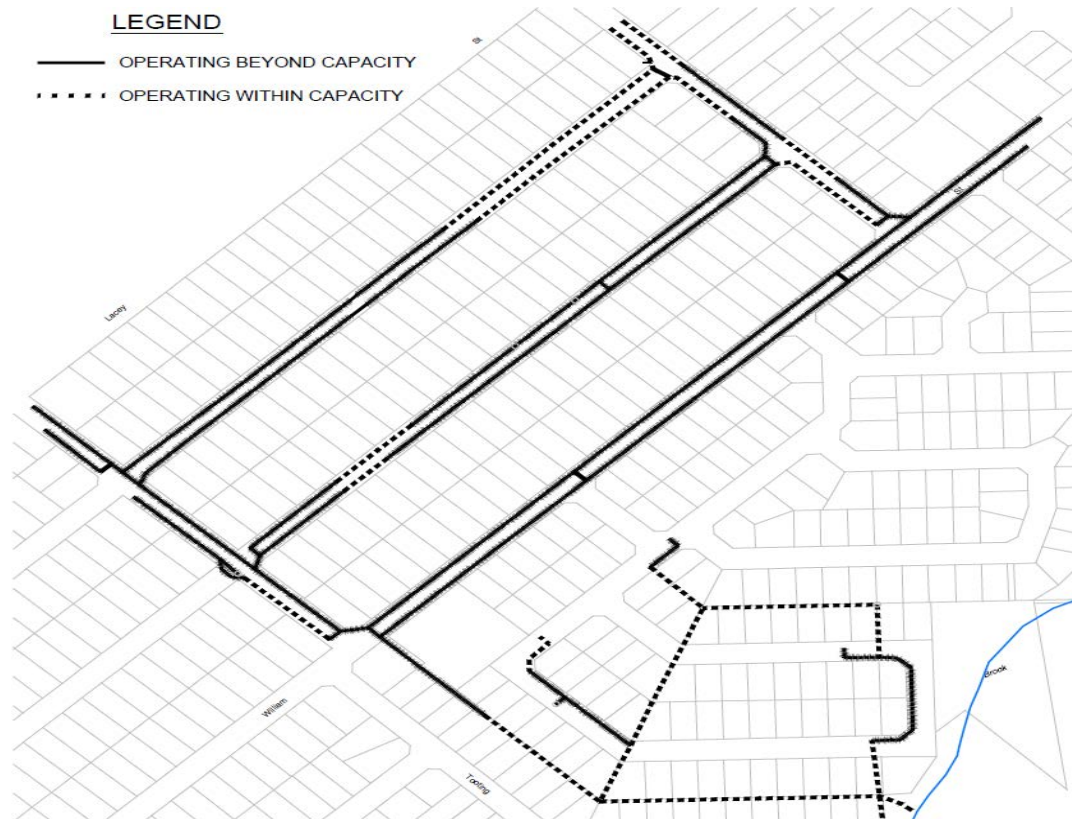 LEGEND
OPERATING BEYOND CAPACITY
OPERATING WITHIN CAPACITY
St
St
Lacey
Brook
William
Tooting